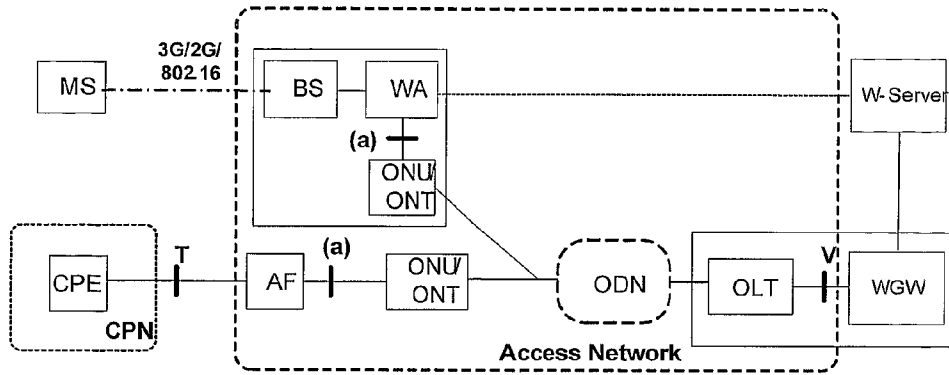 3G/2G/
802.16
MS
BS
WA
W-Server
(a)
ONU/
ONT
T
(a)
V
CPE
AF
ONU/
ONT
ODN
OLT
WGW
CPN
Access Network